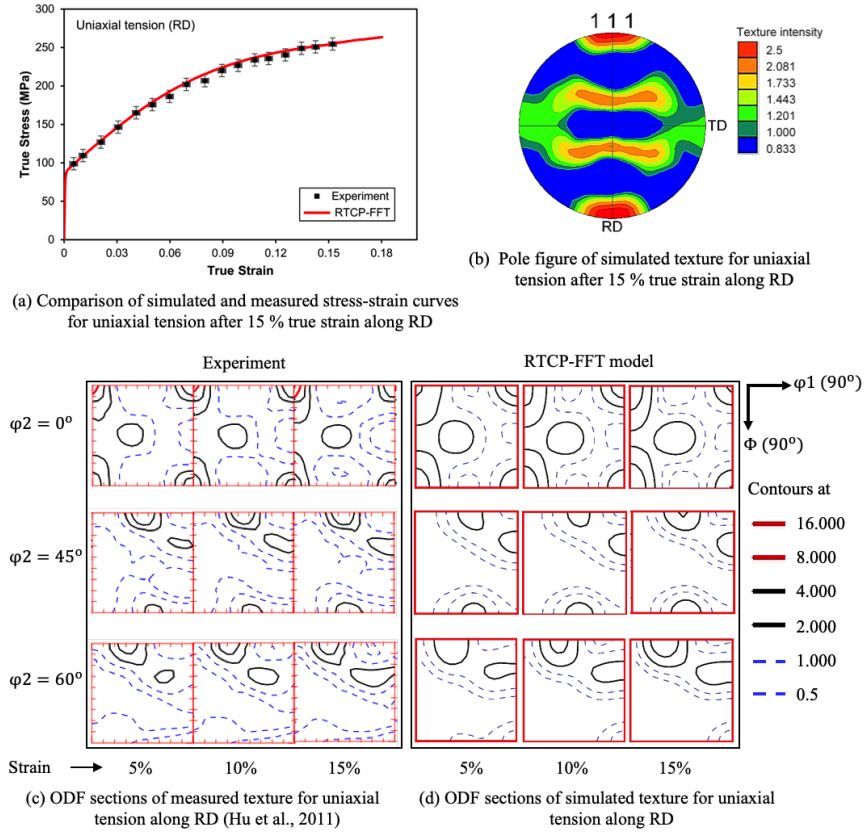 Uniaxial tension (RD)
300
250
200
150
100
50
0
True Stress (MPa)
Experiment
RTCP-FFT
0
0.03
0.06
0.09
0.12
0.15
0.18
True Strain
(a) Comparison of simulated and measured stress-strain curves
for uniaxial tension after 15 % true strain along RD
1 1 1
TD
RD
Texture intensity
2.5
2.081
1.733
1.443
1.201
1.000
0.833
(b) Pole figure of simulated texture for uniaxial
tension after 15 % true strain along RD
Experiment
RTCP-FFT model
φ2 = 0º
φ2 = 45º
φ2 = 60º
φ1 (90º)
Φ (90º)
Contours at
16.000
8.000
4.000
2.000
1.000
0.5
Strain
5%
10%
15%
5%
10%
15%
(c) ODF sections of measured texture for uniaxial
tension along RD (Hu et al., 2011)
(d) ODF sections of simulated texture for uniaxial
tension along RD